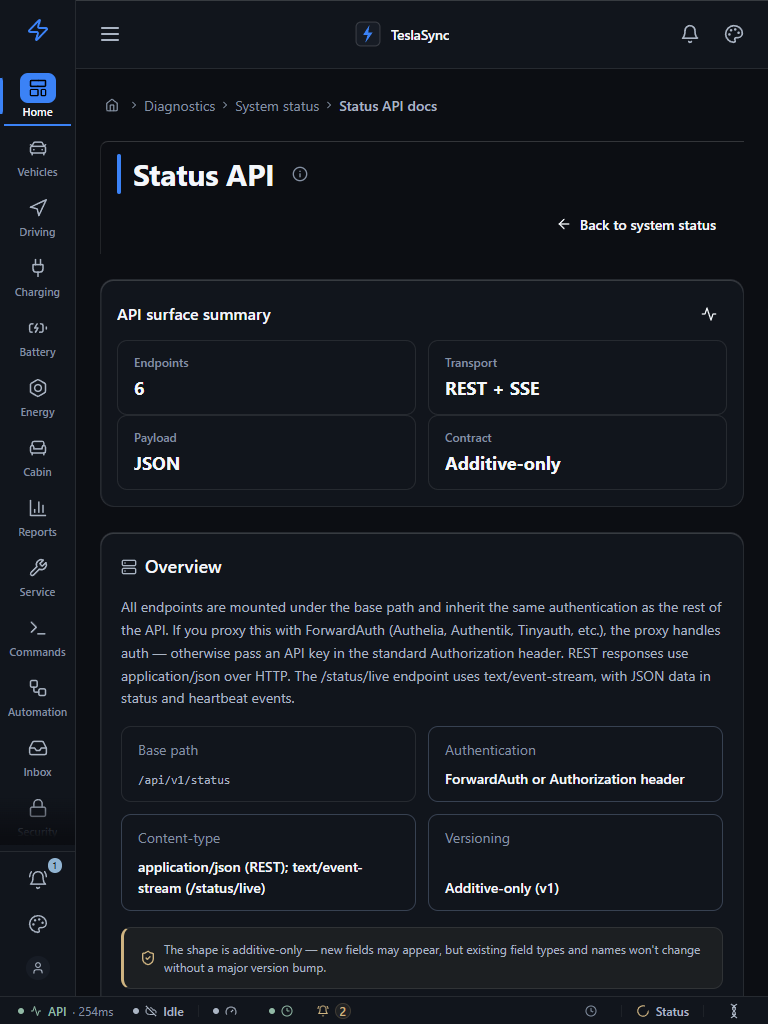 TeslaSync
Home
Vehicles
Driving
Charging
Battery
Energy
Cabin
Reports
Service
Commands
Automation
Inbox
Security
1
Diagnostics
System status
Status API docs
Status API
Back to system status
API surface summary
Endpoints
6
Transport
REST + SSE
Payload
JSON
Contract
Additive-only
Overview
All endpoints are mounted under the base path and inherit the same authentication as the rest of
the API. If you proxy this with ForwardAuth (Authelia, Authentik, Tinyauth, etc.), the proxy handles
auth — otherwise pass an API key in the standard Authorization header. REST responses use
application/json over HTTP. The /status/live endpoint uses text/event-stream, with JSON data in
status and heartbeat events.
Base path
/api/v1/status
Authentication
ForwardAuth or Authorization header
Content-type
application/json (REST); text/event-
stream (/status/live)
Versioning
Additive-only (v1)
The shape is additive-only — new fields may appear, but existing field types and names won't change
without a major version bump.
API · 254ms
Idle
2
Status